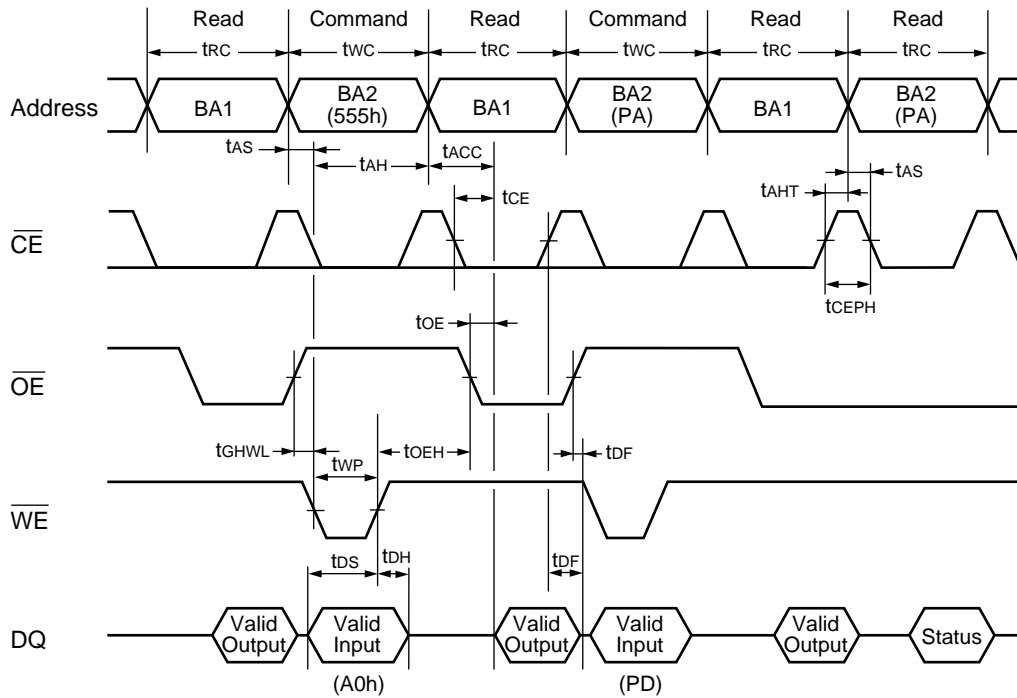 Read Command Read Command Read Read
tRC tWC tRC tWC tRC tRC
Address BA1 BA2 (555h) BA1 BA2 (PA) BA1 BA2 (PA)
tAS tAH tACC tAHT tAS
tCE
CE
tCEPH
tOE
OE
tGHWL tWP tOEH tDF
WE
tDS tDH tDF
DQ Valid Output Valid Input Valid Output Valid Input Valid Output Status
(A0h) (PD)